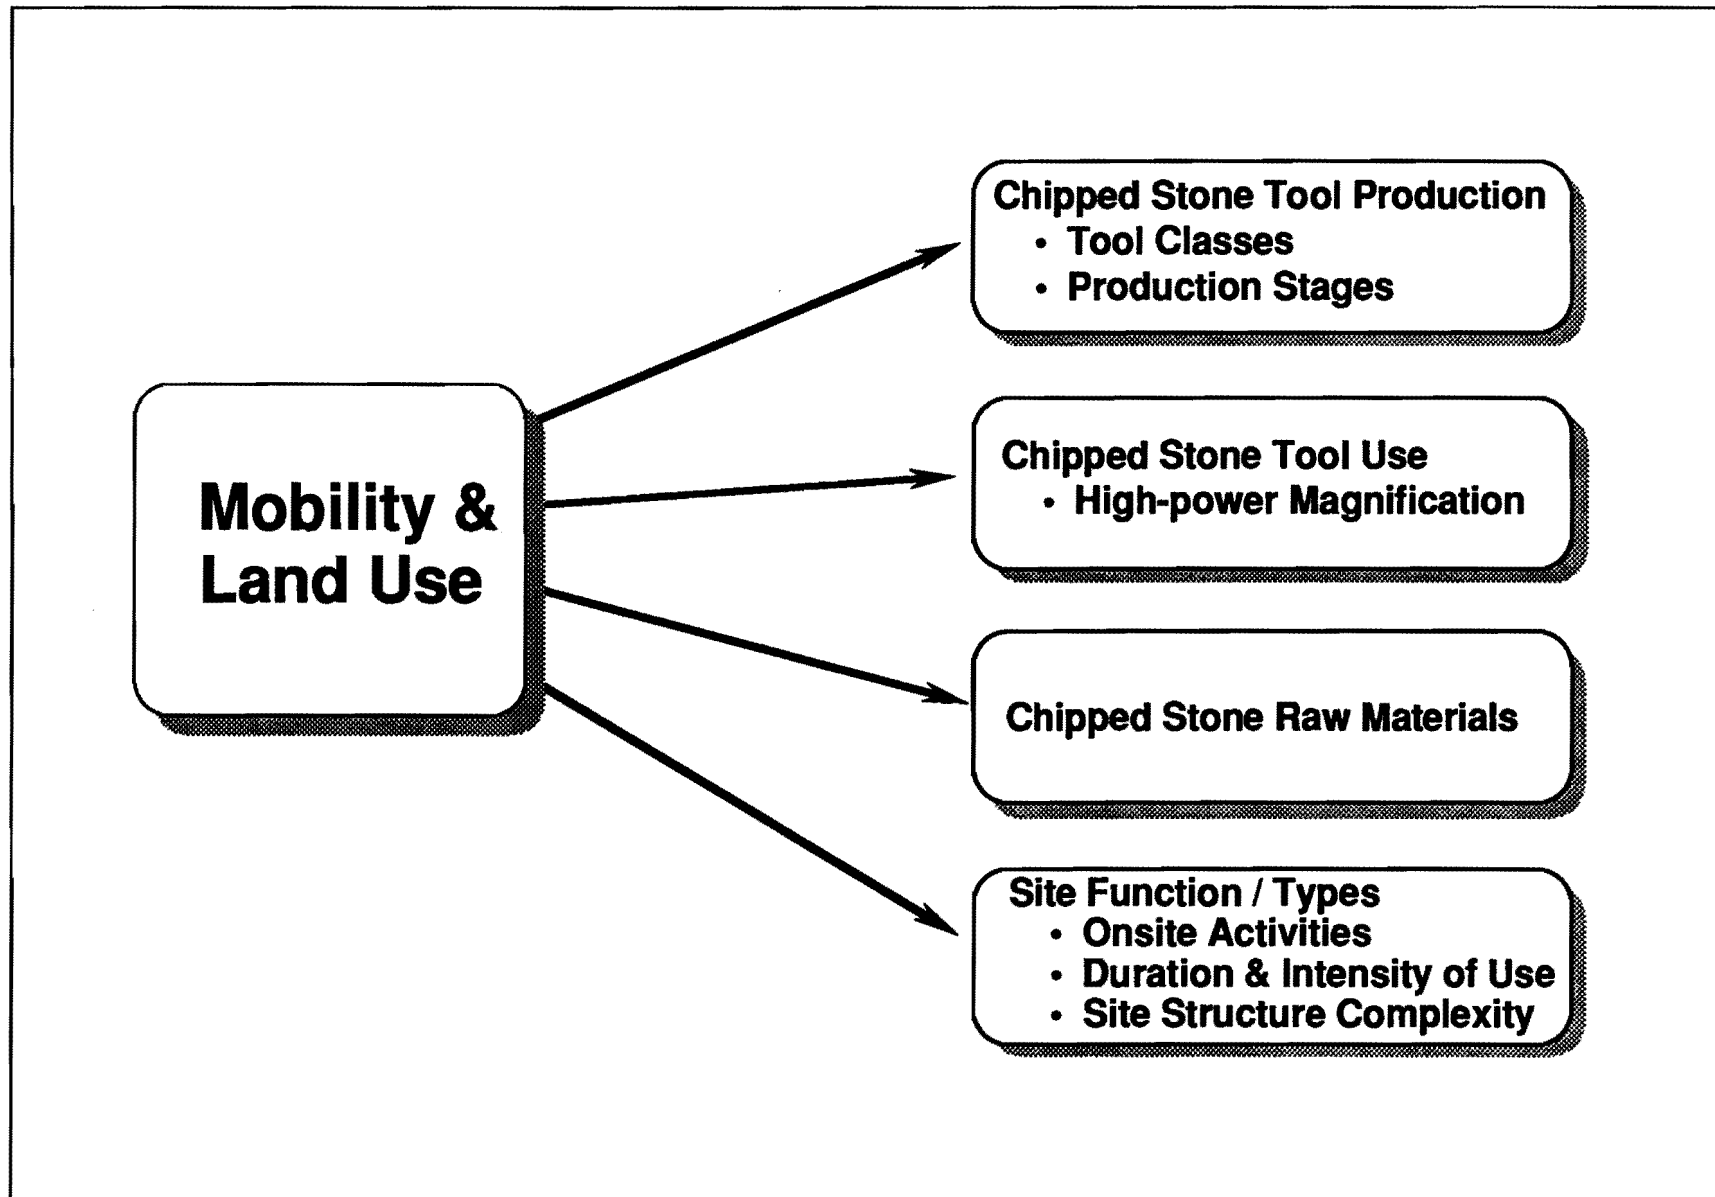 Mobility &
Land Use
Chipped Stone Tool Production
• Tool Classes
• Production Stages
Chipped Stone Tool Use
• High-power Magnification
Chipped Stone Raw Materials
Site Function / Types
• Onsite Activities
• Duration & Intensity of Use
• Site Structure Complexity